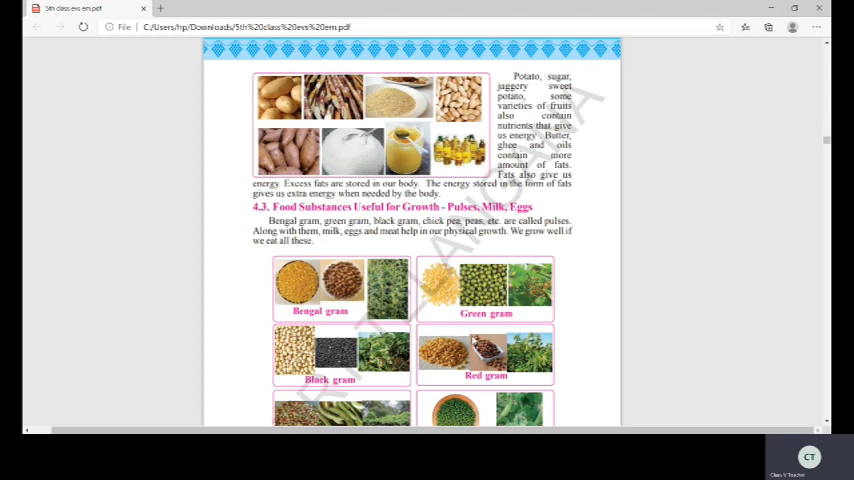 5th class evs em.pdf
File
C:/Users/hp/Downloads/5th%20class%20evs%20em.pdf
Potato, sugar,
jaggery sweet
potato, some
varieties of fruits
also contain
nutrients that give
us energy. Butter,
ghee and oils
contain more
amount of fats.
Fats also give us
energy. Excess fats are stored in our body. The energy stored in the form of fats
gives us extra energy when needed by the body.
4.3. Food Substances Useful for Growth - Pulses, Milk, Eggs
Bengal gram, green gram, black gram, chick pea, peas, etc. are called pulses.
Along with them, milk, eggs and meat help in our physical growth. We grow well if
we eat all these.
Bengal gram
Green gram
Black gram
Red gram
CT
Class-V Teacher